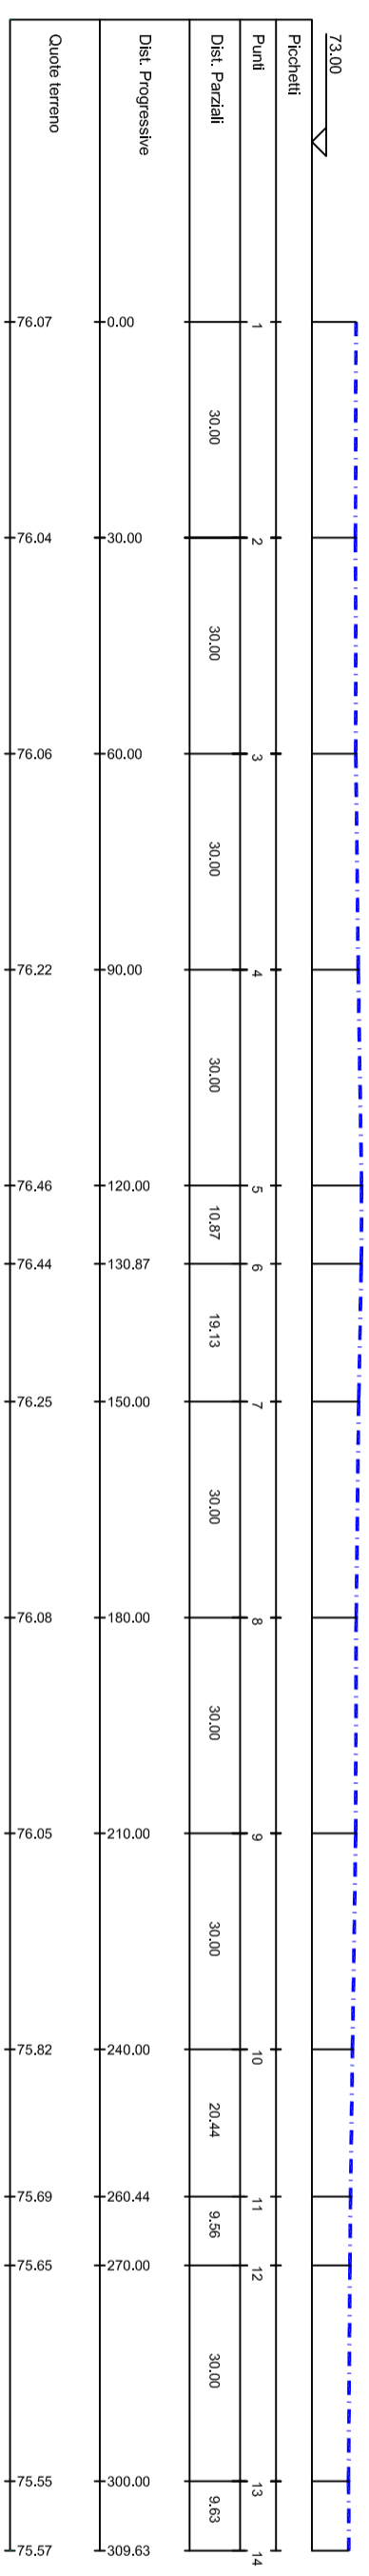 73.00
Picchetti
Punti 1 2 3 4 5 6 7 8 9 10 11 12 13 14
Dist. Parziali 30.00 30.00 30.00 30.00 10.87 19.13 30.00 30.00 30.00 20.44 9.56 30.00 9.63
Dist. Progressive 0.00 30.00 60.00 90.00 120.00 130.87 150.00 180.00 210.00 240.00 260.44 270.00 300.00 309.63
Quote terreno 76.07 76.04 76.06 76.22 76.46 76.44 76.25 76.08 76.05 75.82 75.69 75.65 75.55 75.57